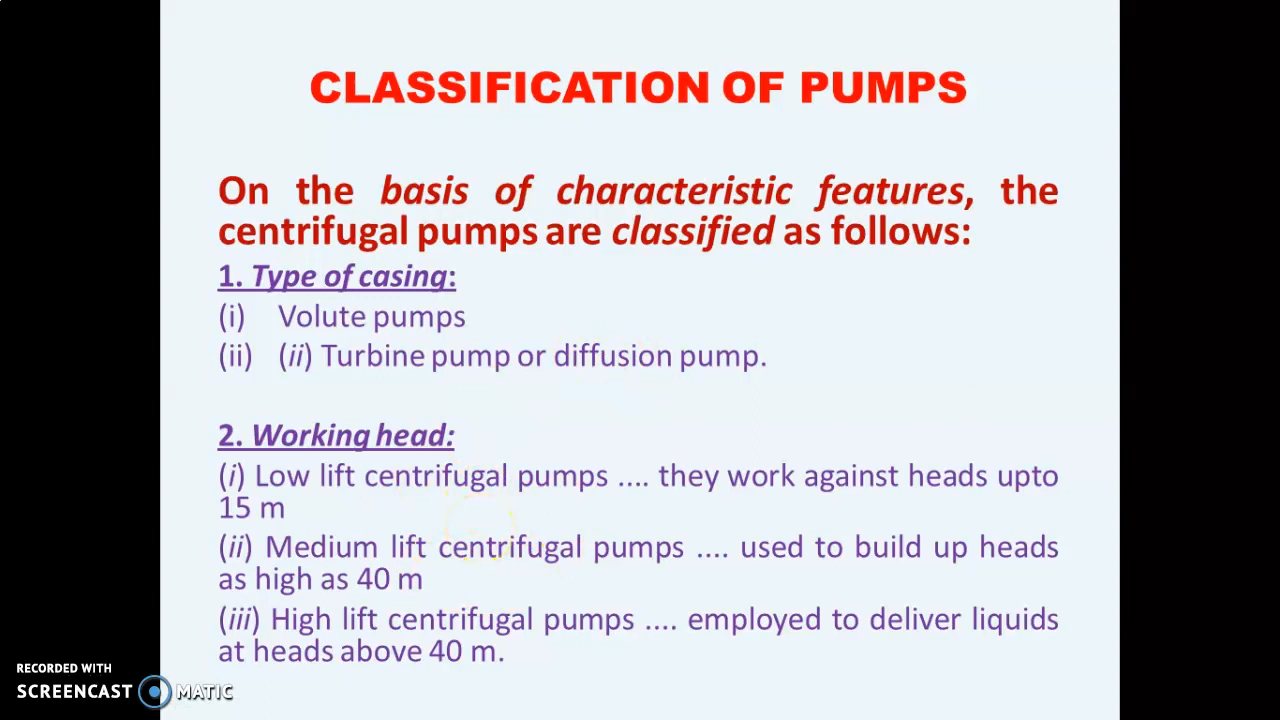 CLASSIFICATION OF PUMPS
On the basis of characteristic features, the
centrifugal pumps are classified as follows:
1. Type of casing:
(i) Volute pumps
(ii) (ii) Turbine pump or diffusion pump.
2. Working head:
(i) Low lift centrifugal pumps .... they work against heads upto
15 m
(ii) Medium lift centrifugal pumps .... used to build up heads
as high as 40 m
(iii) High lift centrifugal pumps .... employed to deliver liquids
at heads above 40 m.
RECORDED WITH
SCREENCAST MATIC